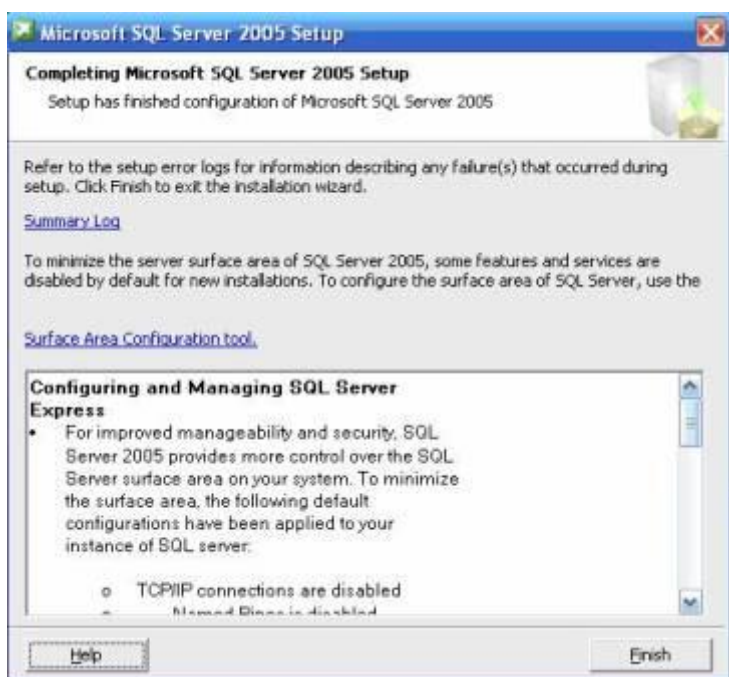 Microsoft SQL Server 2005 Setup
Completing Microsoft SQL Server 2005 Setup
Setup has finished configuration of Microsoft SQL Server 2005
Refer to the setup error logs for information describing any failure(s) that occurred during
setup. Click Finish to exit the installation wizard.
Summary Log
To minimize the server surface area of SQL Server 2005, some features and services are
disabled by default for new installations. To configure the surface area of SQL Server, use the
Surface Area Configuration tool.
Configuring and Managing SQL Server
Express
• For improved manageability and security, SQL
Server 2005 provides more control over the SQL
Server surface area on your system. To minimize
the surface area, the following default
configurations have been applied to your
instance of SQL server:
o TCP/IP connections are disabled
o Named Pipes is disabled
Help
Finish